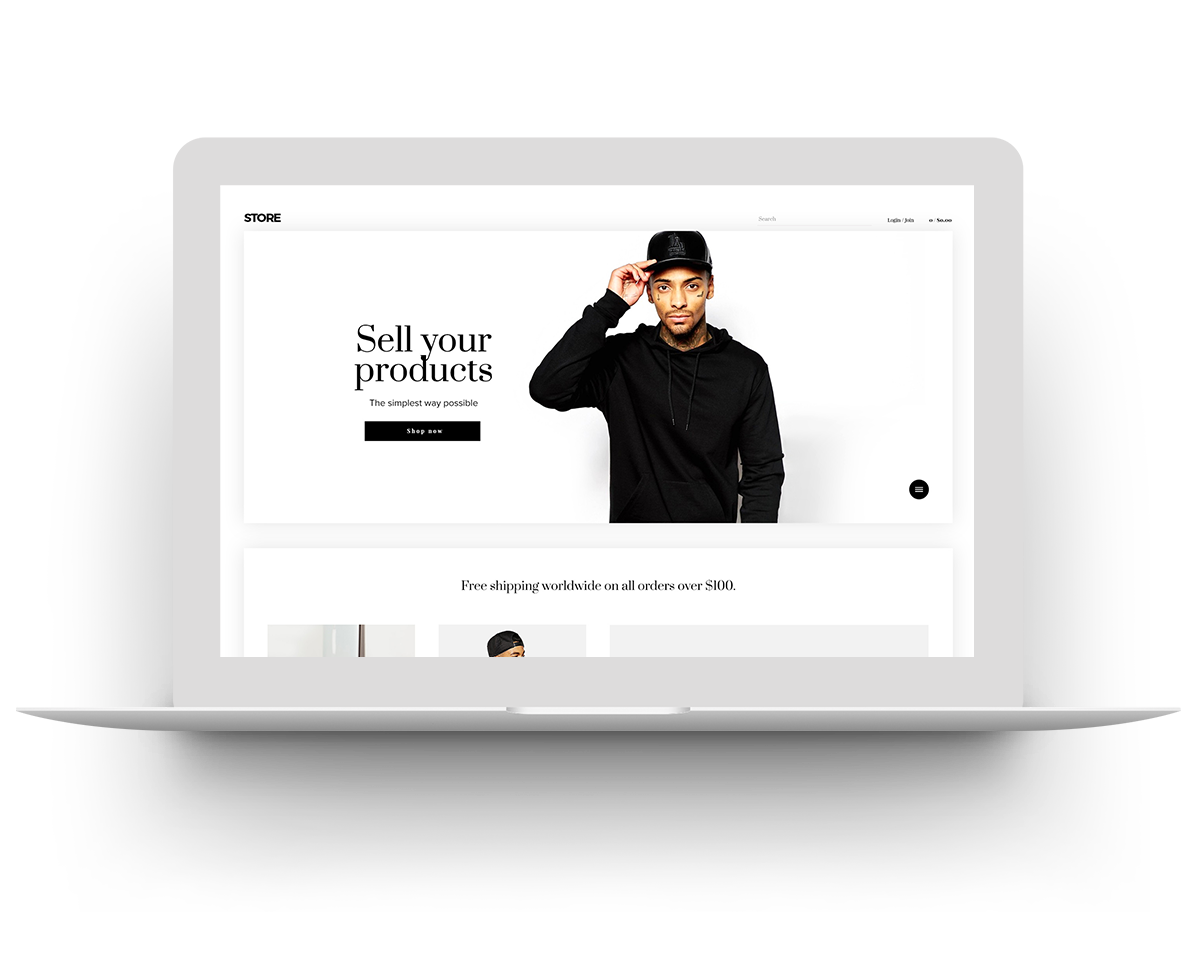 STORE
Search
Login / Join
0 / $0.00
Sell your
products
The simplest way possible
Shop now
Free shipping worldwide on all orders over $100.